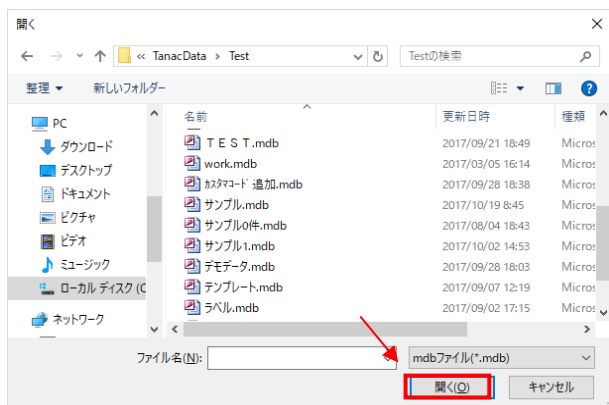 開く
« TanacData › Test
Testの検索
整理
新しいフォルダー
名前
更新日時
種類
PC
ダウンロード
デスクトップ
ドキュメント
ピクチャ
ビデオ
ミュージック
ローカル ディスク (C
ネットワーク
ＴＥＳＴ.mdb 2017/09/21 18:49 Micros
work.mdb 2017/03/05 16:14 Micros
ｶｽﾀﾏｺｰﾄﾞ追加.mdb 2017/09/28 18:38 Micros
サンプル.mdb 2017/10/19 8:45 Micros
サンプル0件.mdb 2017/08/04 18:43 Micros
サンプル1.mdb 2017/10/02 14:53 Micros
デモデータ.mdb 2017/09/28 18:03 Micros
テンプレート.mdb 2017/09/07 12:19 Micros
ラベル.mdb 2017/09/02 17:15 Micros
ファイル名(N):
mdbファイル(*.mdb)
開く(O)
キャンセル